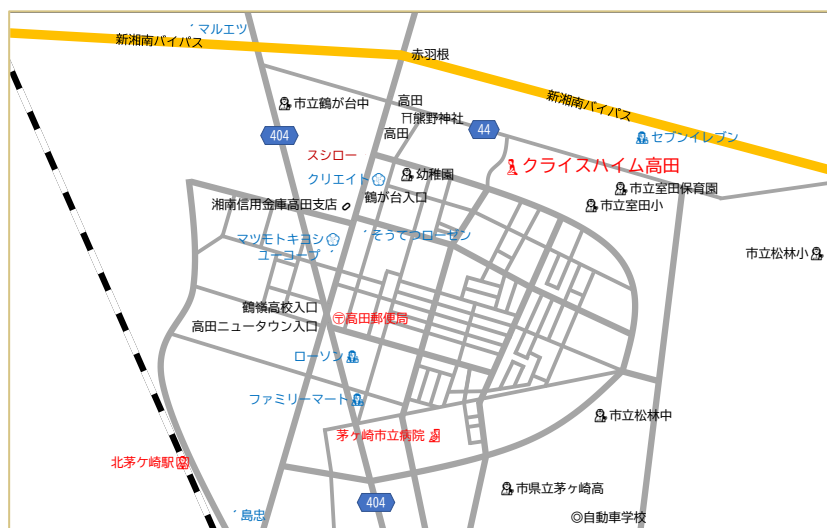 マルエツ
新湘南バイパス
赤羽根
新湘南バイパス
市立鶴が台中
高田
熊野神社
高田
404
44
セブンイレブン
スシロー
クライスハイム高田
クリエイト
幼稚園
市立室田保育園
鶴が台入口
湘南信用金庫高田支店
市立室田小
マツモトキヨシ
そうてつローゼン
ユーコープ
市立松林小
鶴嶺高校入口
高田郵便局
高田ニュータウン入口
ローソン
ファミリーマート
市立松林中
茅ヶ崎市立病院
北茅ケ崎駅
市県立茅ヶ崎高
404
島忠
◎自動車学校